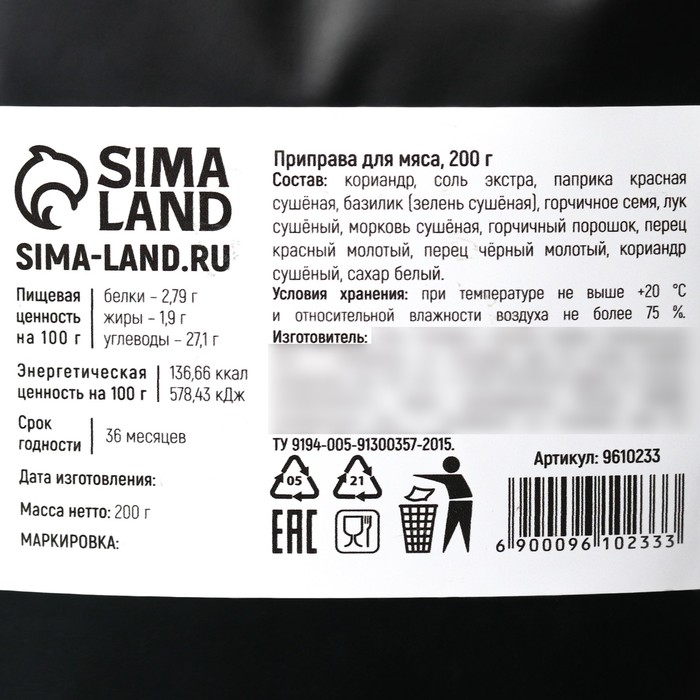 SIMA
LAND
SIMA-LAND.RU
Пищевая
ценность
на 100 г
белки – 2,79 г
жиры – 1,9 г
углеводы – 27,1 г
Энергетическая
ценность на 100 г
136,66 ккал
578,43 кДж
Срок
годности
36 месяцев
Дата изготовления:
Масса нетто: 200 г
МАРКИРОВКА:
Приправа для мяса, 200 г
Состав: кориандр, соль экстра, паприка красная
сушёная, базилик (зелень сушёная), горчичное семя, лук
сушёный, морковь сушёная, горчичный порошок, перец
красный молотый, перец чёрный молотый, кориандр
сушёный, сахар белый.
Условия хранения: при температуре не выше +20 °С
и относительной влажности воздуха не более 75 %.
Изготовитель:
ТУ 9194-005-91300357-2015.
05
21
EAC
Артикул: 9610233
6 900096 102333